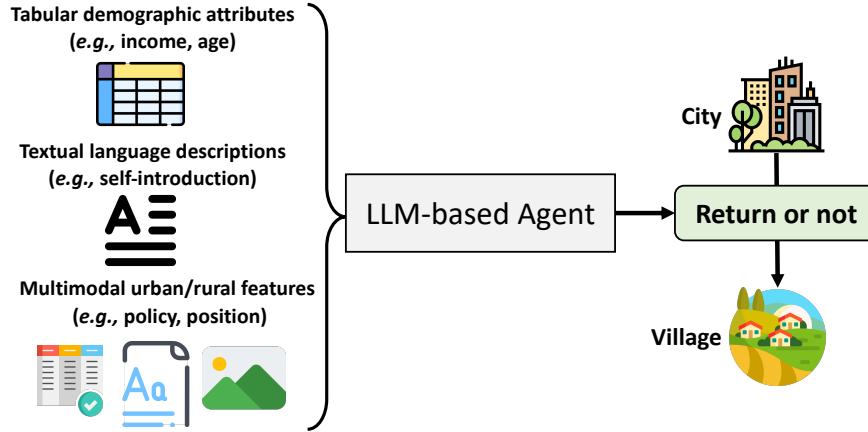 Tabular demographic attributes
(e.g., income, age)
Textual language descriptions
(e.g., self-introduction)
A
Multimodal urban/rural features
(e.g., policy, position)
Aa
LLM-based Agent
City
Return or not
Village